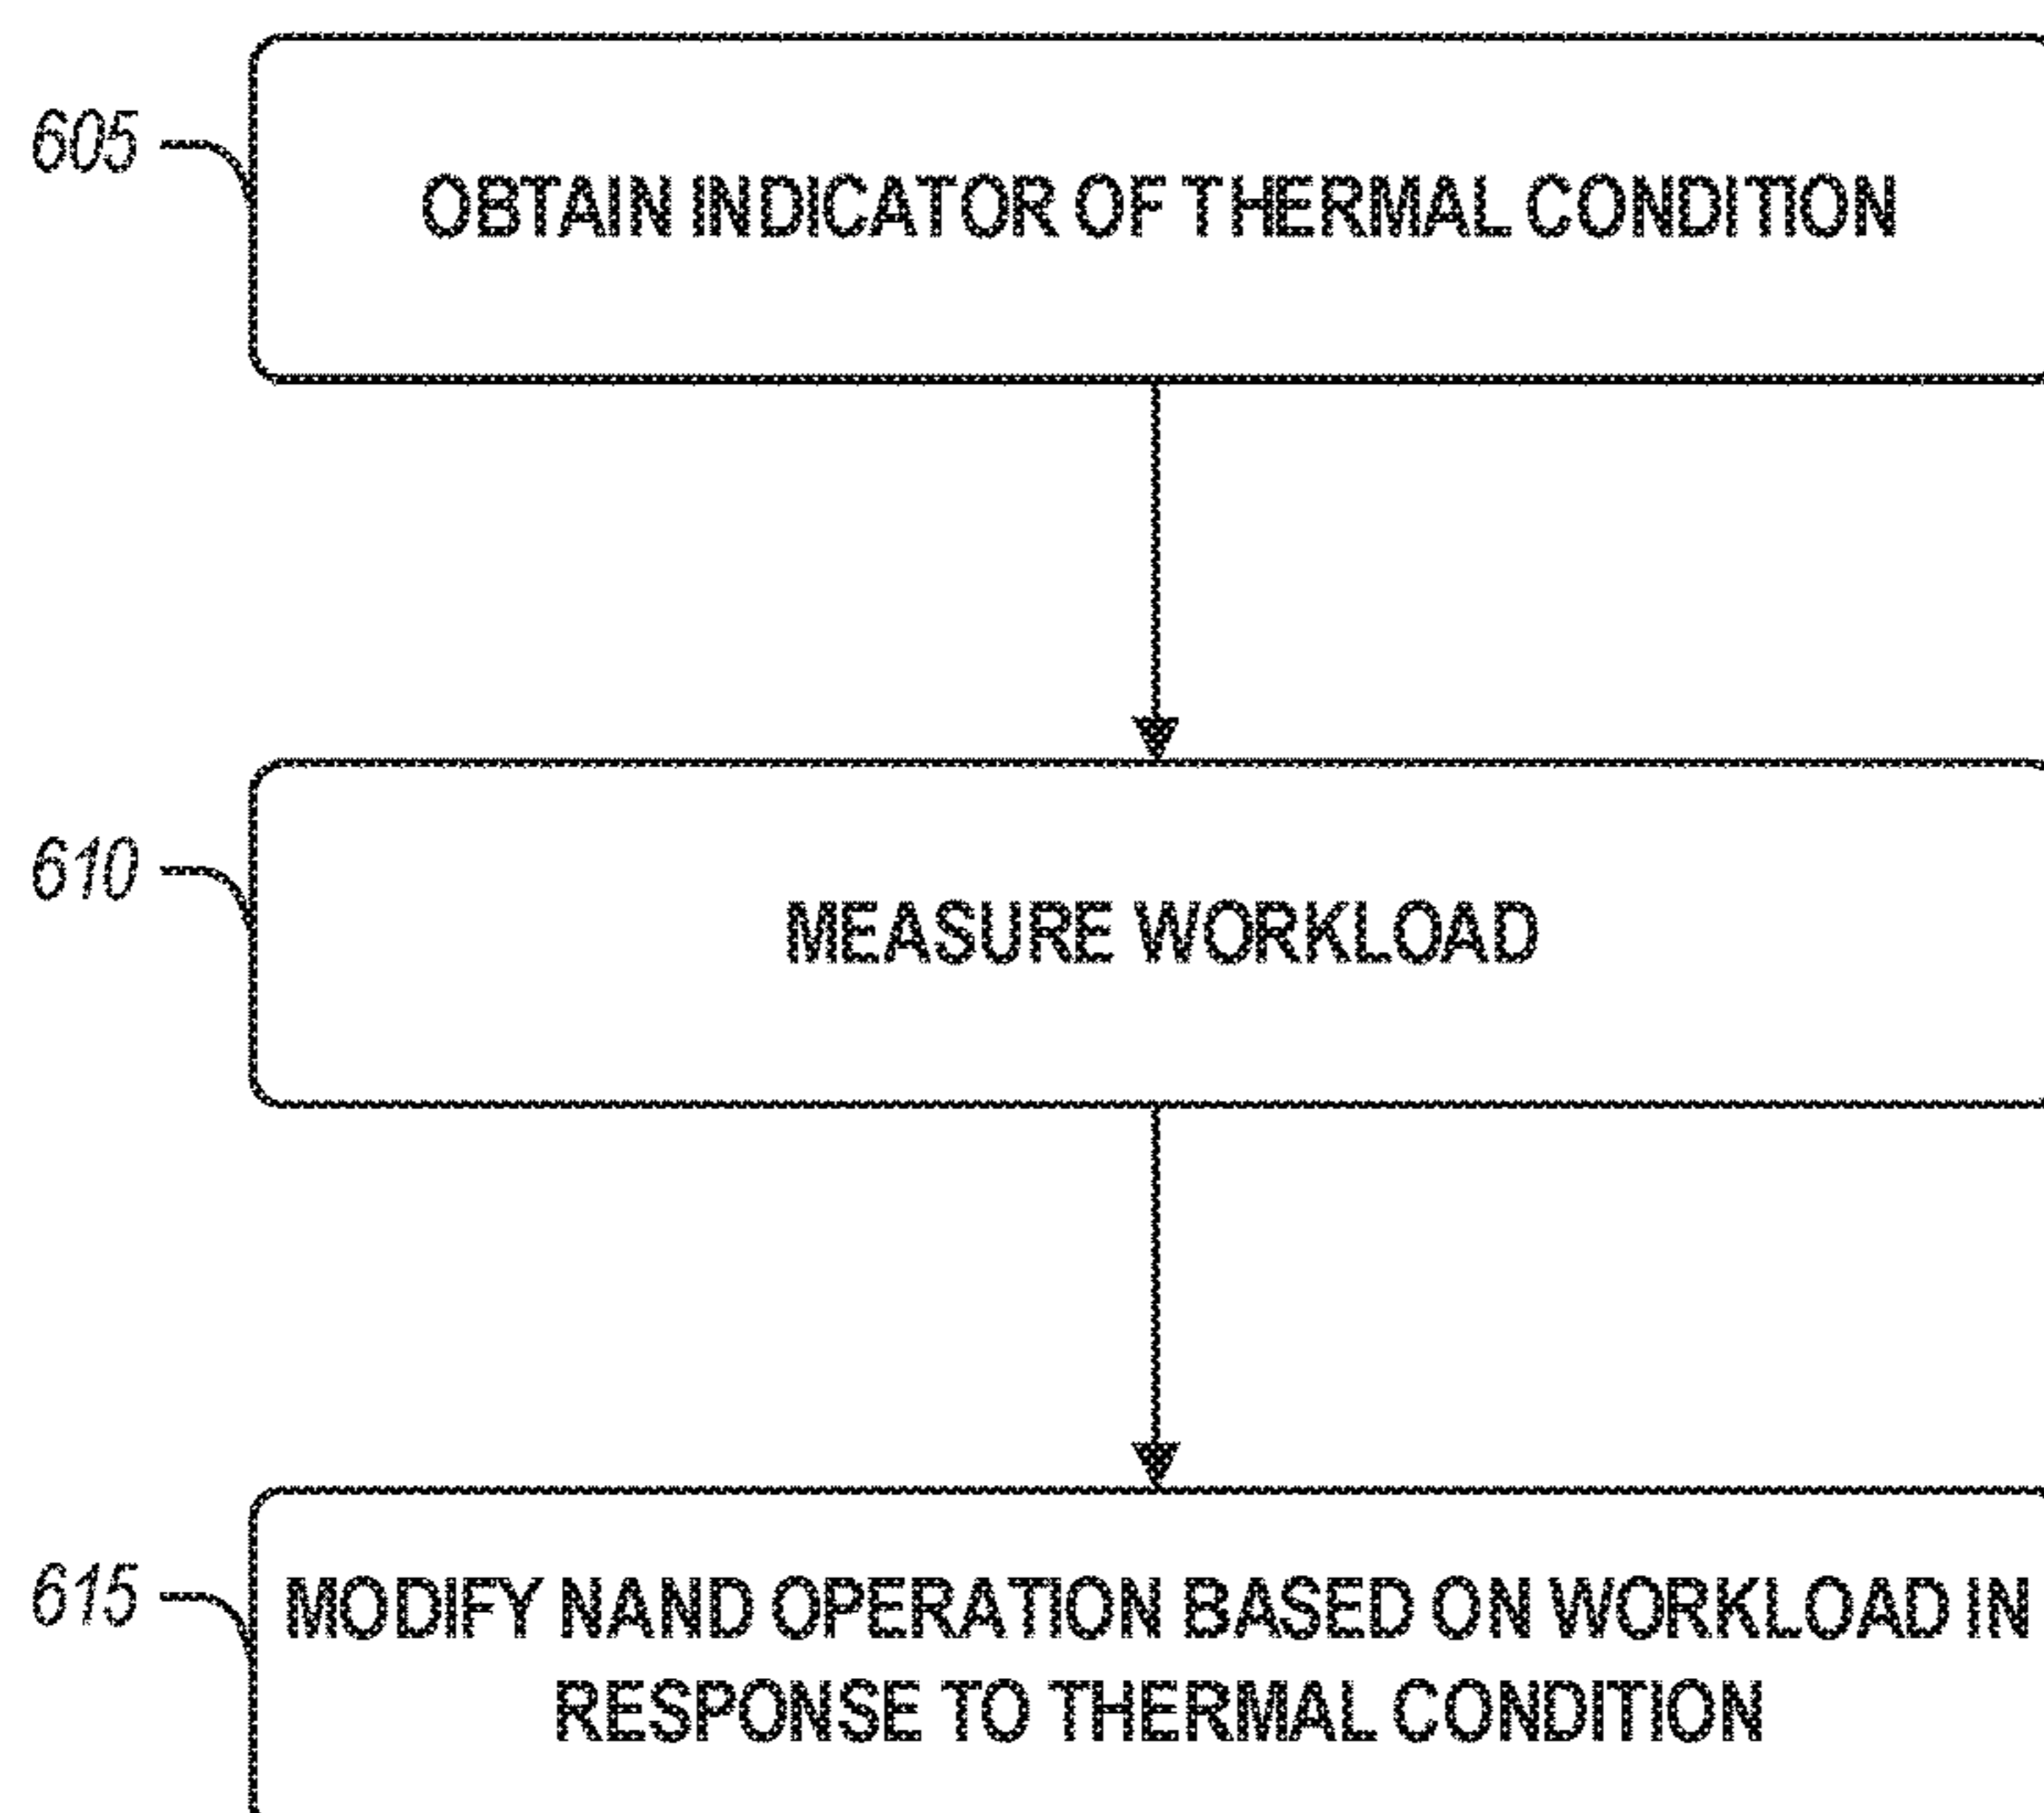 605
OBTAIN INDICATOR OF THERMAL CONDITION
610
MEASURE WORKLOAD
615
MODIFY NAND OPERATION BASED ON WORKLOAD IN
RESPONSE TO THERMAL CONDITION